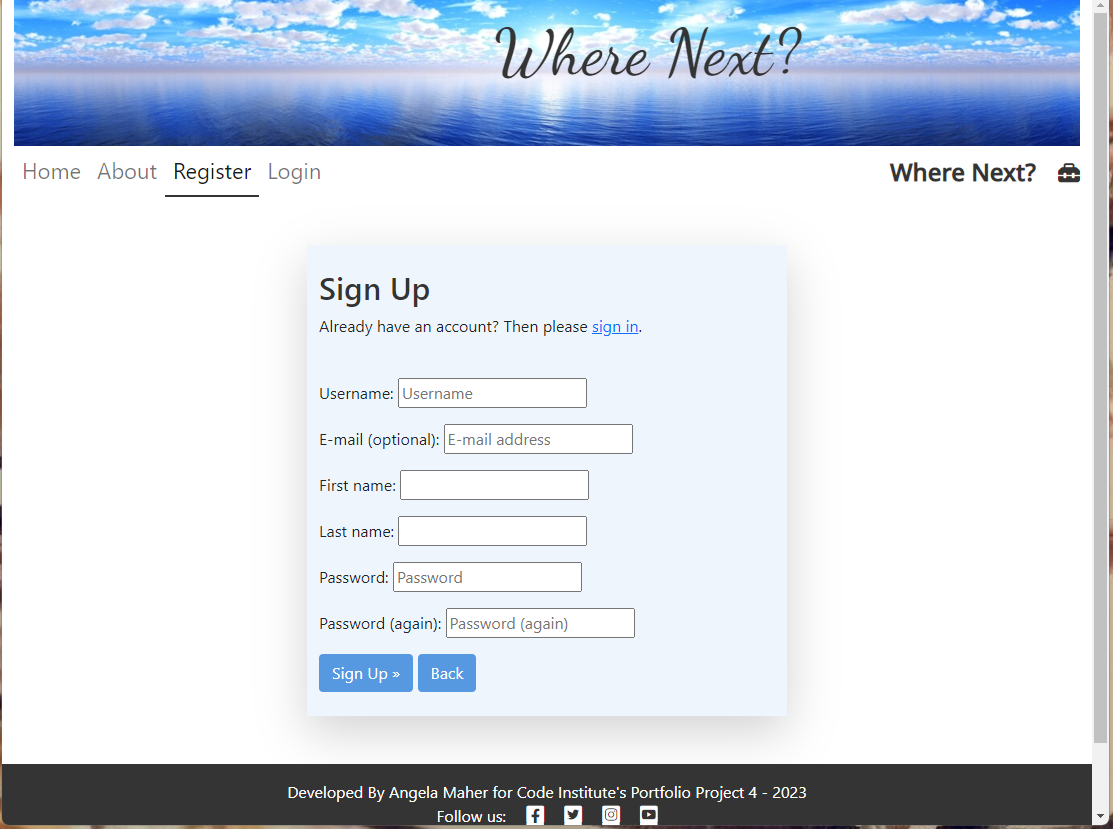 Where Next?
Home About Register Login Where Next?
Sign Up
Already have an account? Then please sign in.
Username: Username
E-mail (optional): E-mail address
First name:
Last name:
Password: Password
Password (again): Password (again)
Sign Up » Back
Developed By Angela Maher for Code Institute's Portfolio Project 4 - 2023
Follow us: